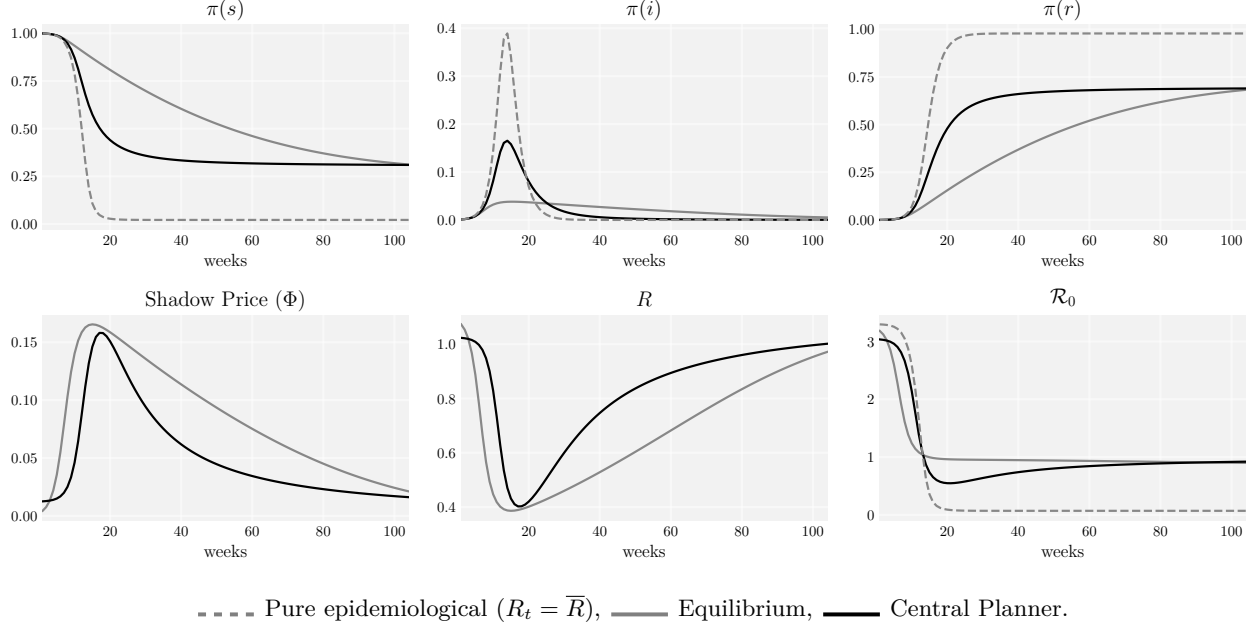 π(s)
π(i)
π(r)
1.00
0.75
0.50
0.25
0.00
20 40 60 80 100
weeks
0.4
0.3
0.2
0.1
0.0
20 40 60 80 100
weeks
1.00
0.75
0.50
0.25
0.00
20 40 60 80 100
weeks
Shadow Price (Φ)
R
ℛ₀
0.15
0.10
0.05
0.00
20 40 60 80 100
weeks
1.0
0.8
0.6
0.4
20 40 60 80 100
weeks
3
2
1
0
20 40 60 80 100
weeks
Pure epidemiological (Rₜ = R̅), Equilibrium, Central Planner.